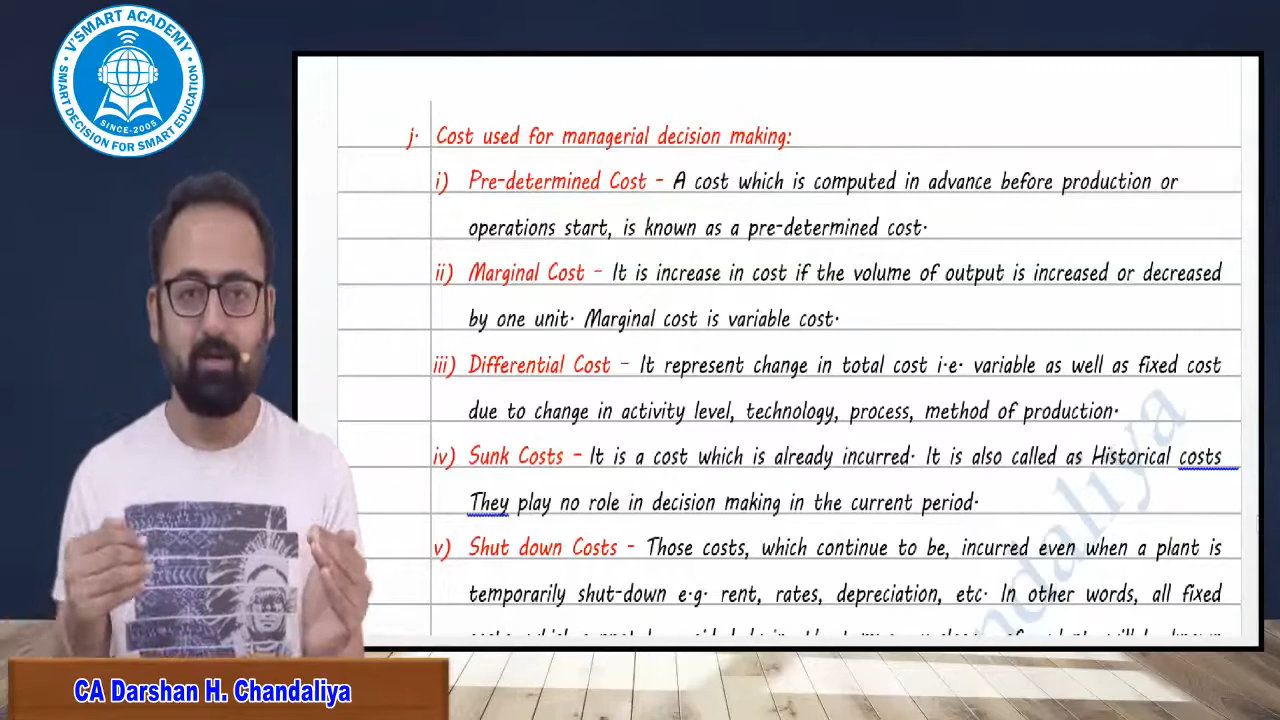 V'SMART ACADEMY
SMART DECISION FOR SMART EDUCATION
SINCE-2005
j. Cost used for managerial decision making:
i) Pre-determined Cost - A cost which is computed in advance before production or
operations start, is known as a pre-determined cost.
ii) Marginal Cost - It is increase in cost if the volume of output is increased or decreased
by one unit. Marginal cost is variable cost.
iii) Differential Cost - It represent change in total cost i.e. variable as well as fixed cost
due to change in activity level, technology, process, method of production.
iv) Sunk Costs - It is a cost which is already incurred. It is also called as Historical costs
They play no role in decision making in the current period.
v) Shut down Costs - Those costs, which continue to be, incurred even when a plant is
temporarily shut-down e.g. rent, rates, depreciation, etc. In other words, all fixed
CA Darshan H. Chandaliya